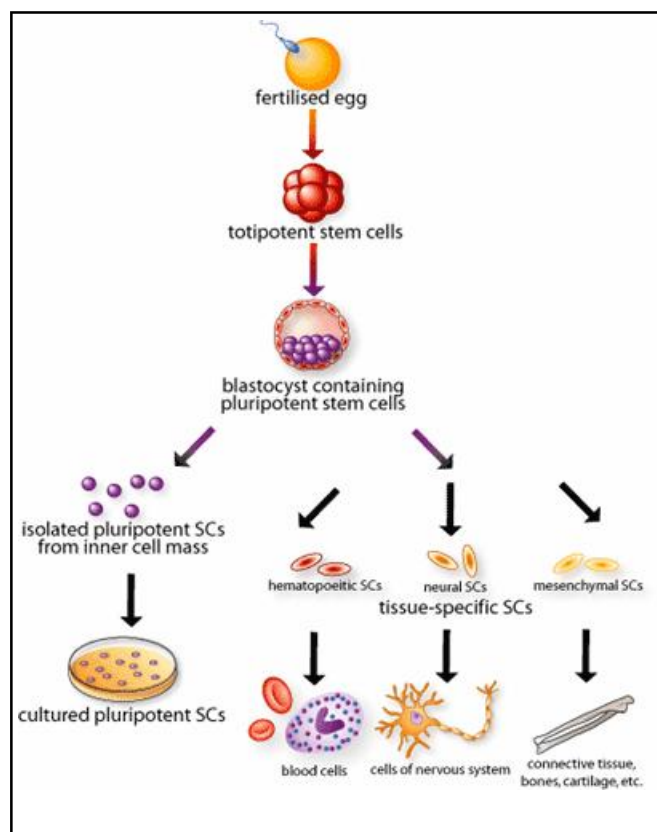 fertilised egg
totipotent stem cells
blastocyst containing
pluripotent stem cells
isolated pluripotent SCs
from inner cell mass
hematopoeitic SCs
neural SCs
mesenchymal SCs
tissue-specific SCs
cultured pluripotent SCs
blood cells
cells of nervous system
connective tissue,
bones, cartilage, etc.